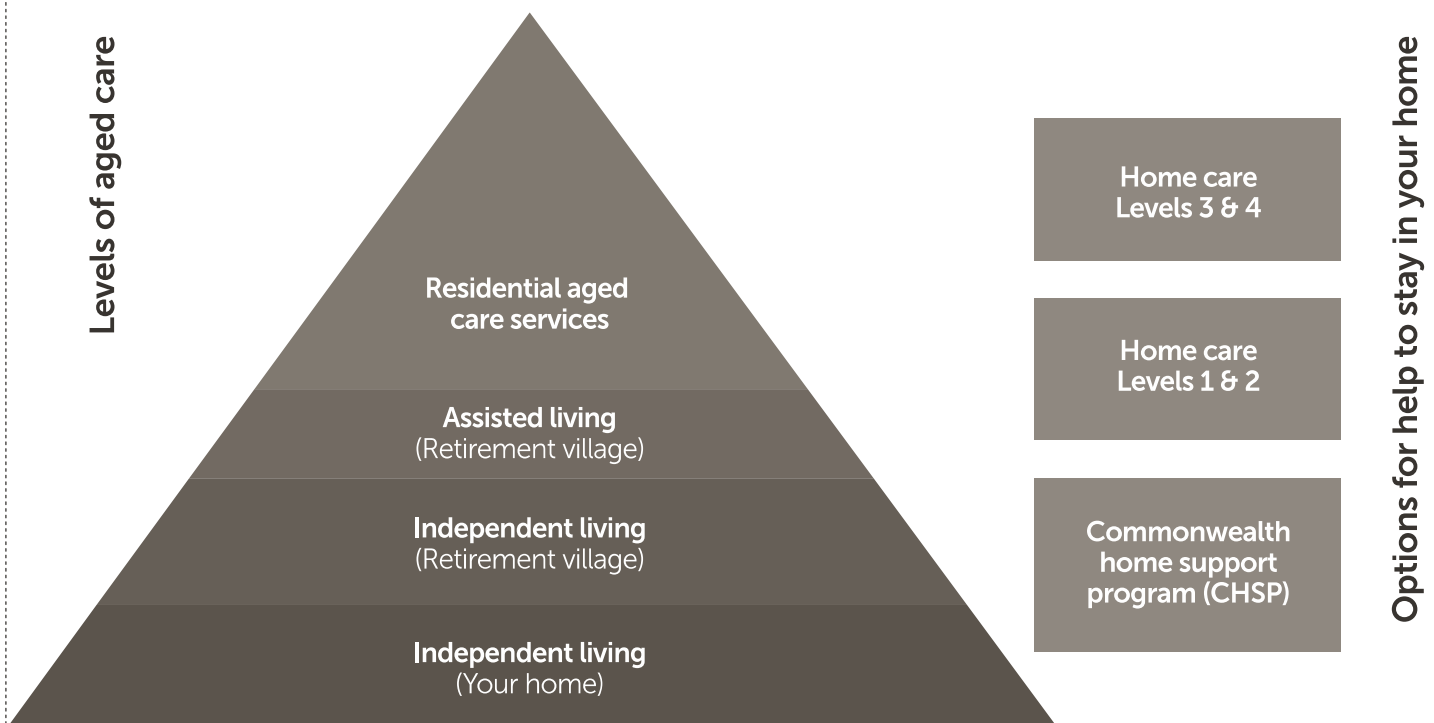 Levels of aged care
Residential aged
care services
Assisted living
(Retirement village)
Independent living
(Retirement village)
Independent living
(Your home)
Home care
Levels 3 & 4
Home care
Levels 1 & 2
Commonwealth
home support
program (CHSP)
Options for help to stay in your home